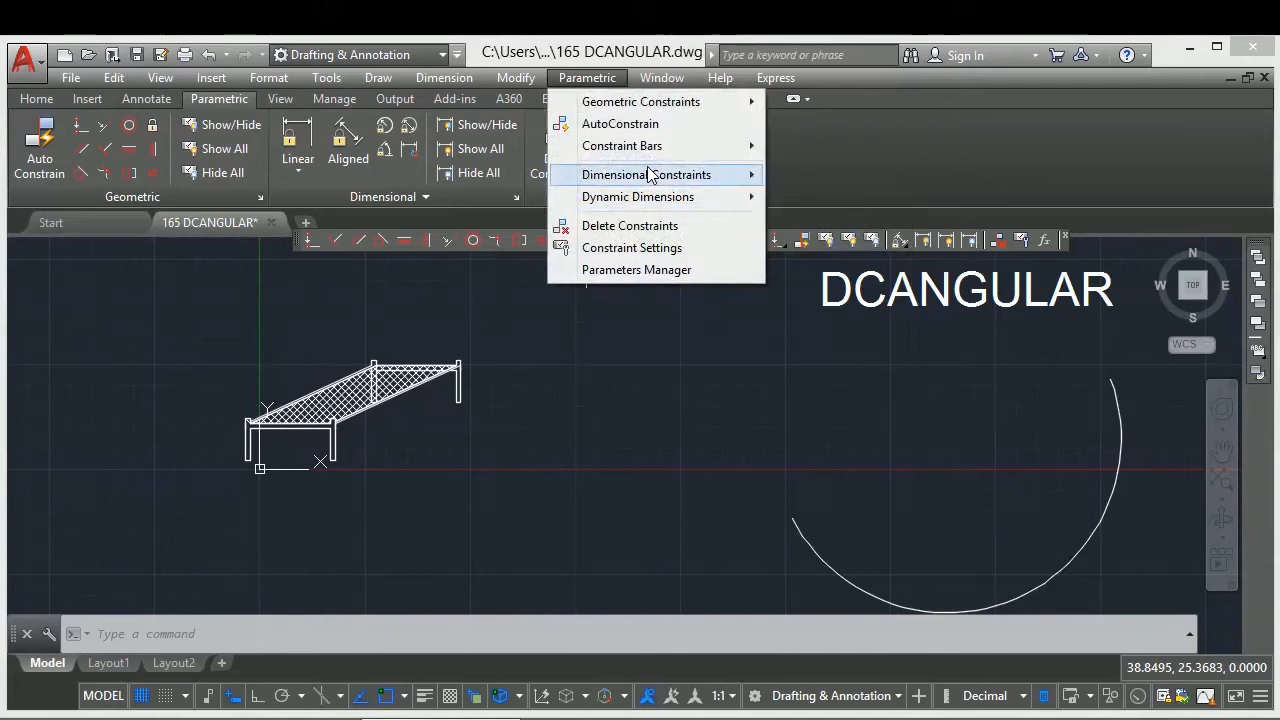 Drafting & Annotation
C:\Users\...\165 DCANGULAR.dwg
Type a keyword or phrase
Sign In
File Edit View Insert Format Tools Draw Dimension Modify Parametric Window Help Express
Home Insert Annotate Parametric View Manage Output Add-ins A360
Geometric Constraints
AutoConstrain
Constraint Bars
Dimensional Constraints
Dynamic Dimensions
Delete Constraints
Constraint Settings
Parameters Manager
Auto
Constrain
Show/Hide
Show All
Hide All
Linear
Aligned
Show/Hide
Show All
Hide All
Geometric
Dimensional
Start
165 DCANGULAR*
DCANGULAR
N
W TOP E
S
WCS
Y
X
Type a command
Model Layout1 Layout2
38.8495, 25.3683, 0.0000
MODEL
1:1
Drafting & Annotation
Decimal